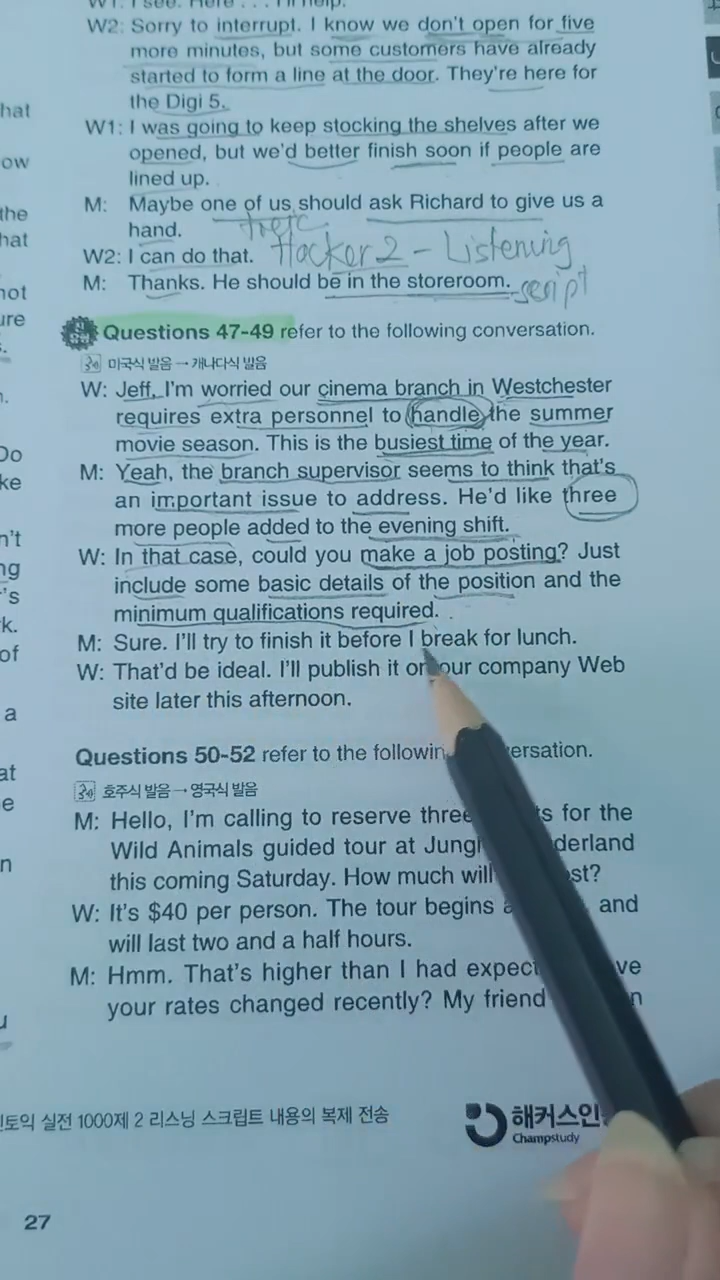 W2: Sorry to interrupt. I know we don't open for five
more minutes, but some customers have already
started to form a line at the door. They're here for
the Digi 5.
W1: I was going to keep stocking the shelves after we
opened, but we'd better finish soon if people are
lined up.
M: Maybe one of us should ask Richard to give us a
hand.
W2: I can do that.
Hacker 2 - Listening
M: Thanks. He should be in the storeroom.
script
Questions 47-49 refer to the following conversation.
미국식 발음 → 캐나다식 발음
W: Jeff, I'm worried our cinema branch in Westchester
requires extra personnel to handle the summer
movie season. This is the busiest time of the year.
M: Yeah, the branch supervisor seems to think that's
an important issue to address. He'd like three
more people added to the evening shift.
W: In that case, could you make a job posting? Just
include some basic details of the position and the
minimum qualifications required.
M: Sure. I'll try to finish it before I break for lunch.
W: That'd be ideal. I'll publish it on our company Web
site later this afternoon.
Questions 50-52 refer to the
호주식 발음 → 영국식 발음
M: Hello, I'm calling to reserve three for the
Wild Animals guided tour at
this coming Saturday. How much will
W: It's $40 per person. The tour begins and
will last two and a half hours.
M: Hmm. That's higher than I had
your rates changed recently? My friend
실전 1000제 2 리스닝 스크립트 내용의 복제 전송
해커스인
Champstudy
27